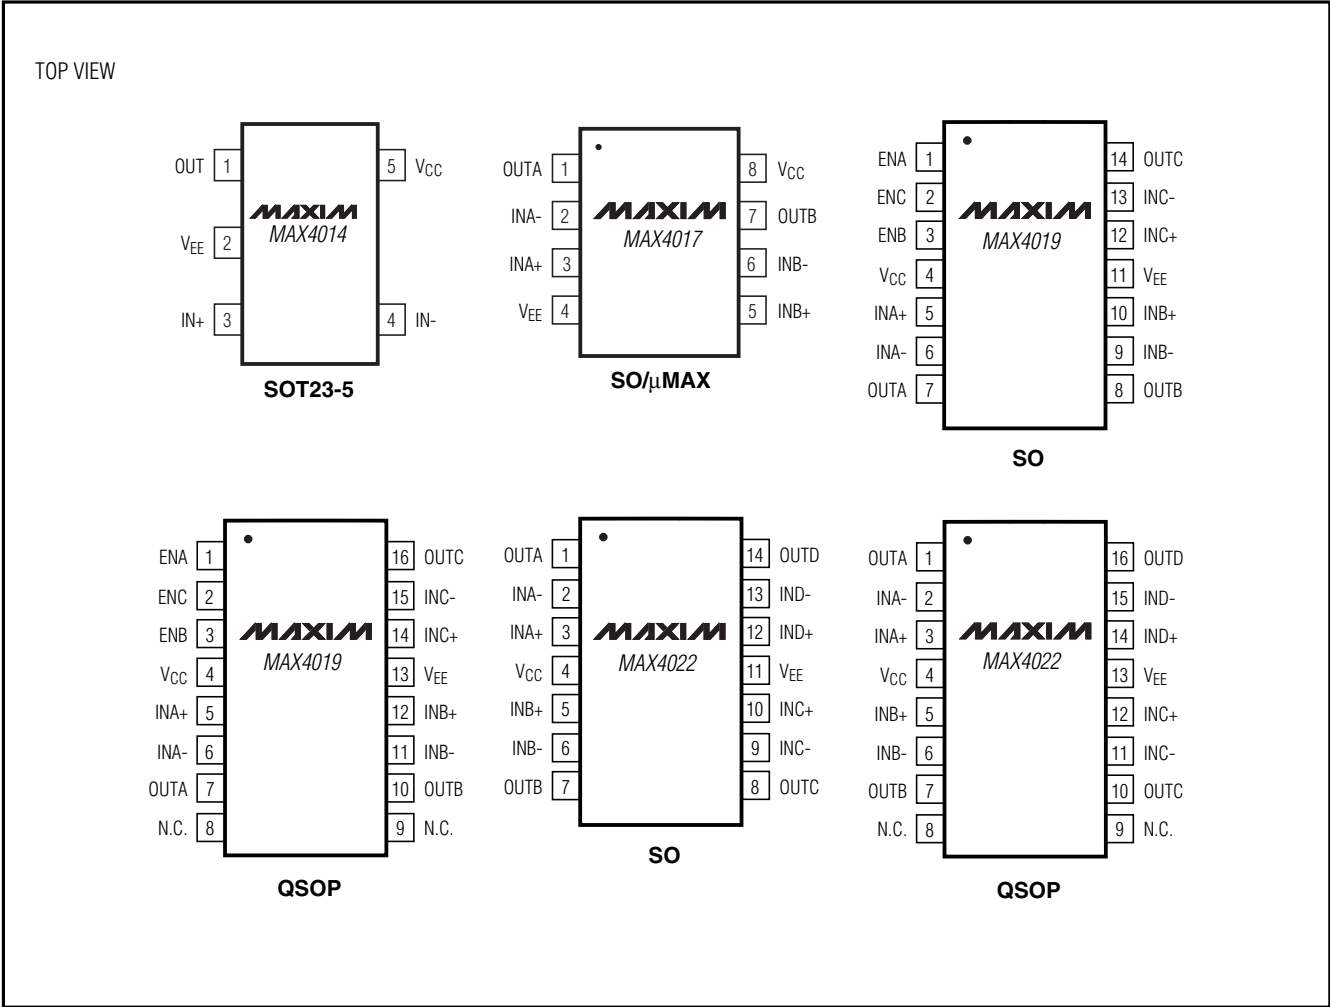 TOP VIEW
OUT 1 5 VCC
MAXIM
MAX4014
VEE 2
IN+ 3 4 IN-
SOT23-5
OUTA 1 8 VCC
INA- 2 7 OUTB
MAXIM
MAX4017
INA+ 3 6 INB-
VEE 4 5 INB+
SO/µMAX
ENA 1 14 OUTC
ENC 2 13 INC-
MAXIM
ENB 3 12 INC+
MAX4019
VCC 4 11 VEE
INA+ 5 10 INB+
INA- 6 9 INB-
OUTA 7 8 OUTB
SO
ENA 1 16 OUTC
ENC 2 15 INC-
ENB 3 14 INC+
MAXIM
MAX4019
VCC 4 13 VEE
INA+ 5 12 INB+
INA- 6 11 INB-
OUTA 7 10 OUTB
N.C. 8 9 N.C.
QSOP
OUTA 1 14 OUTD
INA- 2 13 IND-
INA+ 3 12 IND+
MAXIM
MAX4022
VCC 4 11 VEE
INB+ 5 10 INC+
INB- 6 9 INC-
OUTB 7 8 OUTC
SO
OUTA 1 16 OUTD
INA- 2 15 IND-
INA+ 3 14 IND+
MAXIM
MAX4022
VCC 4 13 VEE
INB+ 5 12 INC+
INB- 6 11 INC-
OUTB 7 10 OUTC
N.C. 8 9 N.C.
QSOP